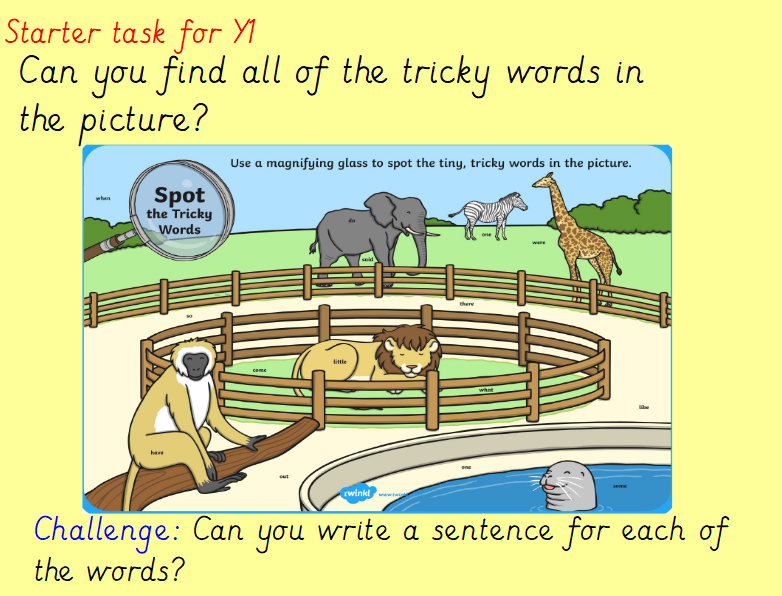 Starter task for Y1
Can you find all of the tricky words in
the picture?
Use a magnifying glass to spot the tiny, tricky words in the picture.
Spot
the Tricky
Words
when
do
one
were
said
there
so
little
come
what
like
have
out
one
some
twinkl
Challenge: Can you write a sentence for each of
the words?